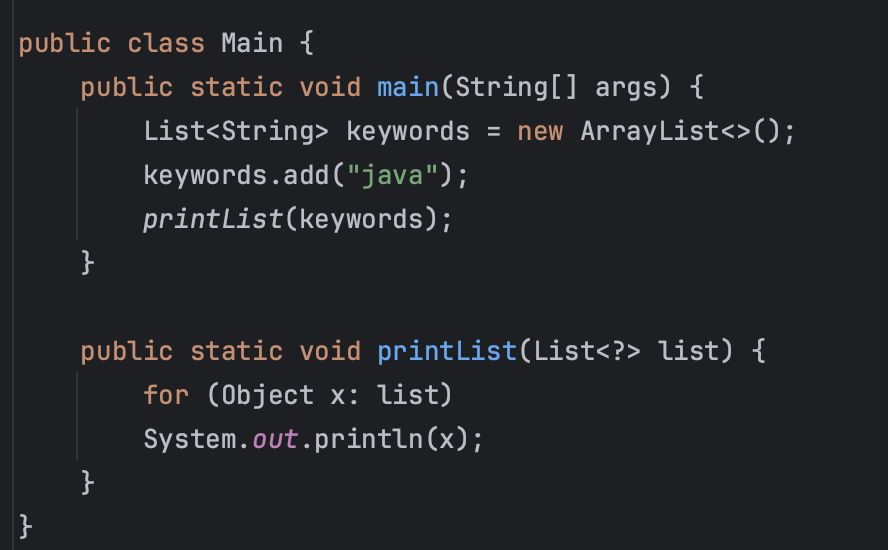 public class Main {
    public static void main(String[] args) {
        List<String> keywords = new ArrayList<>();
        keywords.add("java");
        printList(keywords);
    }

    public static void printList(List<?> list) {
        for (Object x: list)
        System.out.println(x);
    }
}